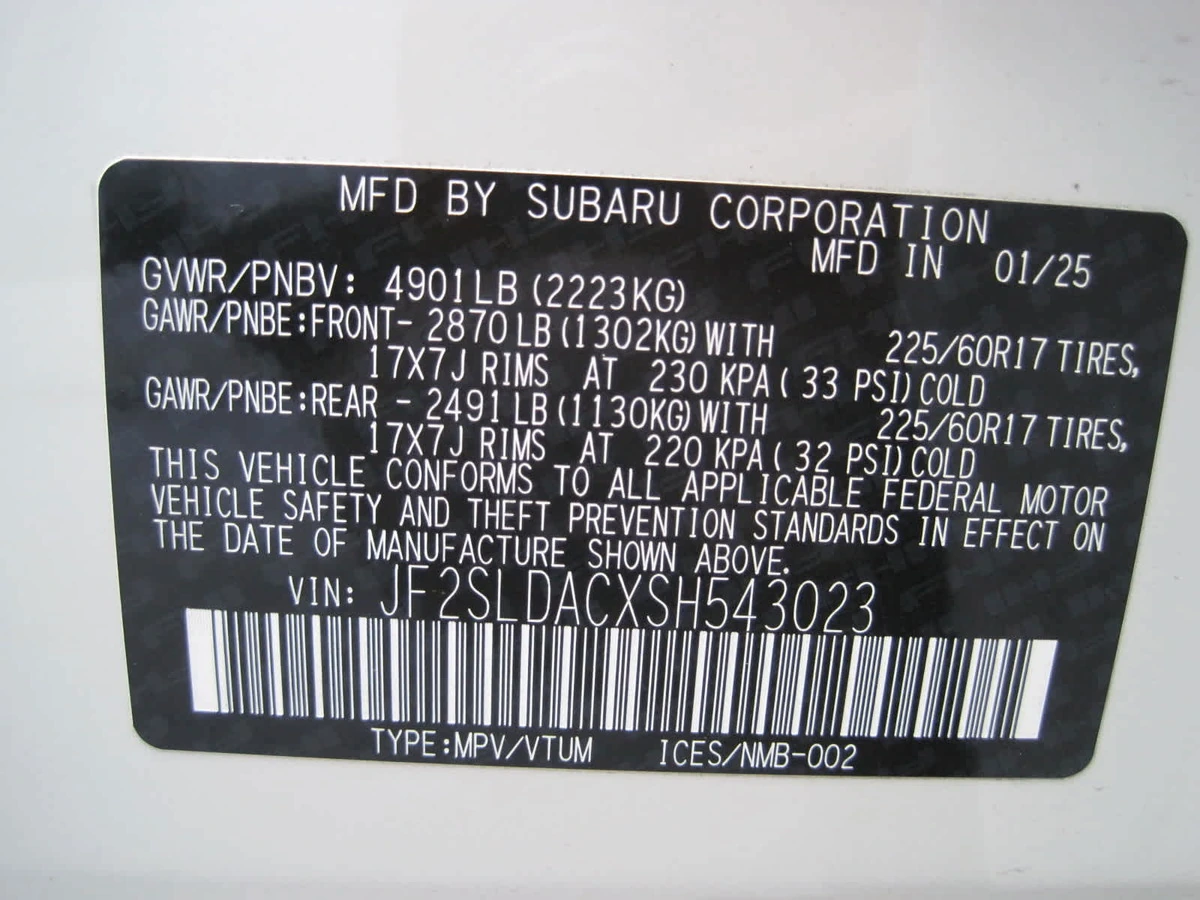 MFD BY SUBARU CORPORATION
MFD IN 01/25
GVWR/PNBV: 4901LB (2223KG)
GAWR/PNBE:FRONT- 2870LB (1302KG) WITH 225/60R17 TIRES,
17X7J RIMS AT 230 KPA ( 33 PSI) COLD
GAWR/PNBE:REAR - 2491LB (1130KG) WITH 225/60R17 TIRES,
17X7J RIMS AT 220 KPA ( 32 PSI) COLD
THIS VEHICLE CONFORMS TO ALL APPLICABLE FEDERAL MOTOR
VEHICLE SAFETY AND THEFT PREVENTION STANDARDS IN EFFECT ON
THE DATE OF MANUFACTURE SHOWN ABOVE.
VIN: JF2SLDACXSH543023
TYPE:MPV/VTUM ICES/NMB-002